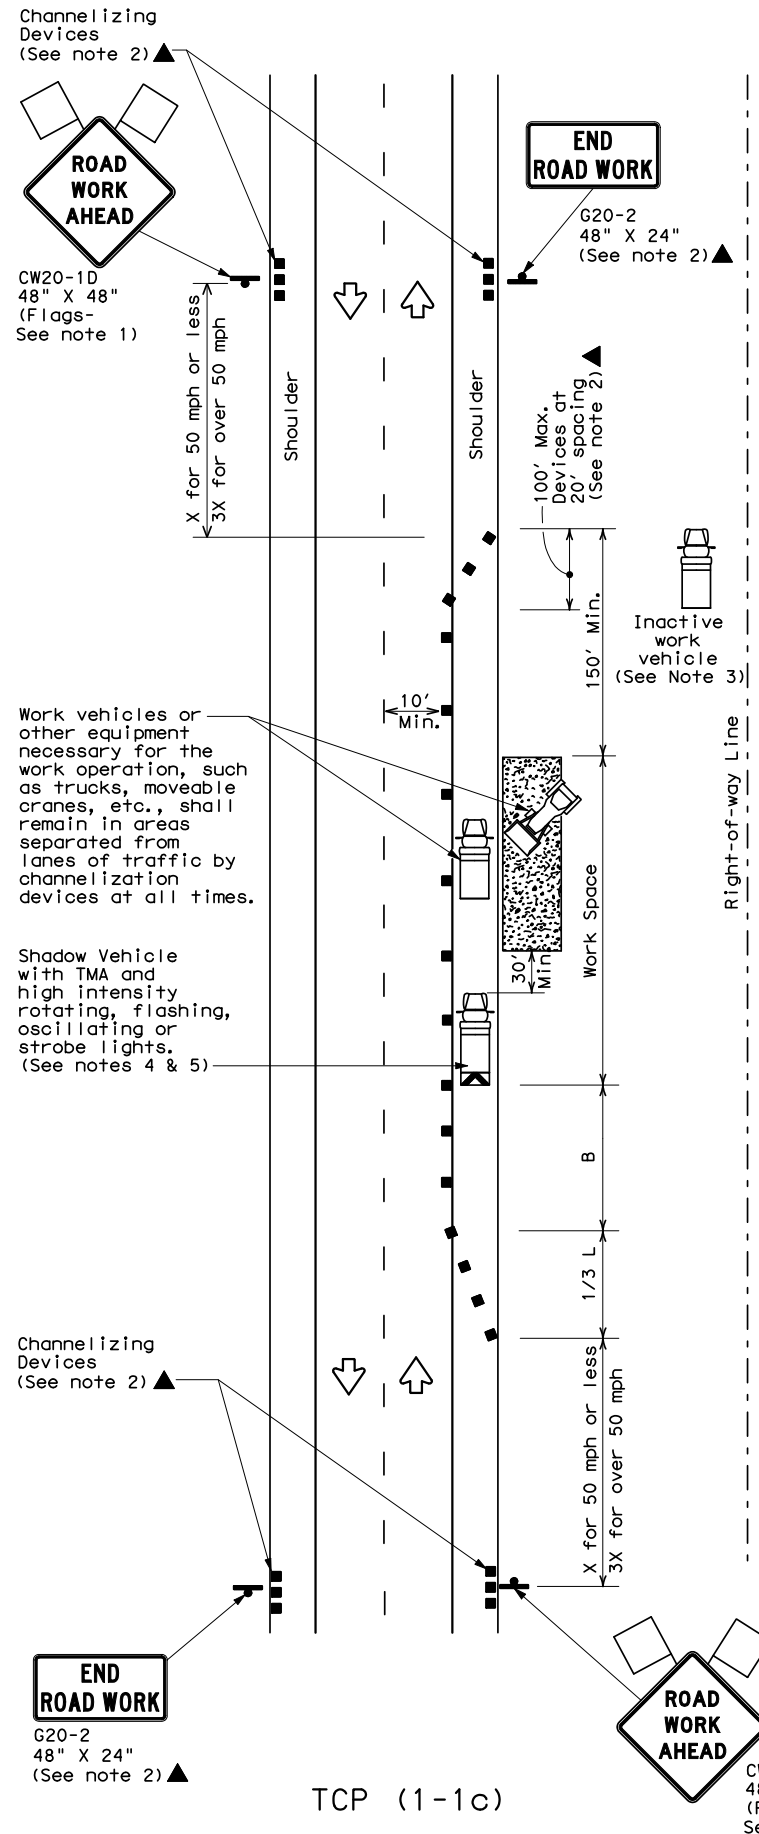 Channelizing
Devices
(See note 2)
ROAD
WORK
AHEAD
CW20-1D
48" X 48"
(Flags-
See note 1)
END
ROAD WORK
G20-2
48" X 24"
(See note 2)
X for 50 mph or less
3X for over 50 mph
Shoulder
Shoulder
100' Max.
Devices at
20' spacing
(See note 2)
150' Min.
Inactive
work
vehicle
(See Note 3)
10'
Min.
Right-of-way Line
Work vehicles or
other equipment
necessary for the
work operation, such
as trucks, moveable
cranes, etc., shall
remain in areas
separated from
lanes of traffic by
channelization
devices at all times.
Work Space
30'
Min.
Shadow Vehicle
with TMA and
high intensity
rotating, flashing,
oscillating or
strobe lights.
(See notes 4 & 5)
B
1/3 L
Channelizing
Devices
(See note 2)
X for 50 mph or less
3X for over 50 mph
END
ROAD WORK
G20-2
48" X 24"
(See note 2)
ROAD
WORK
AHEAD
TCP (1-1c)